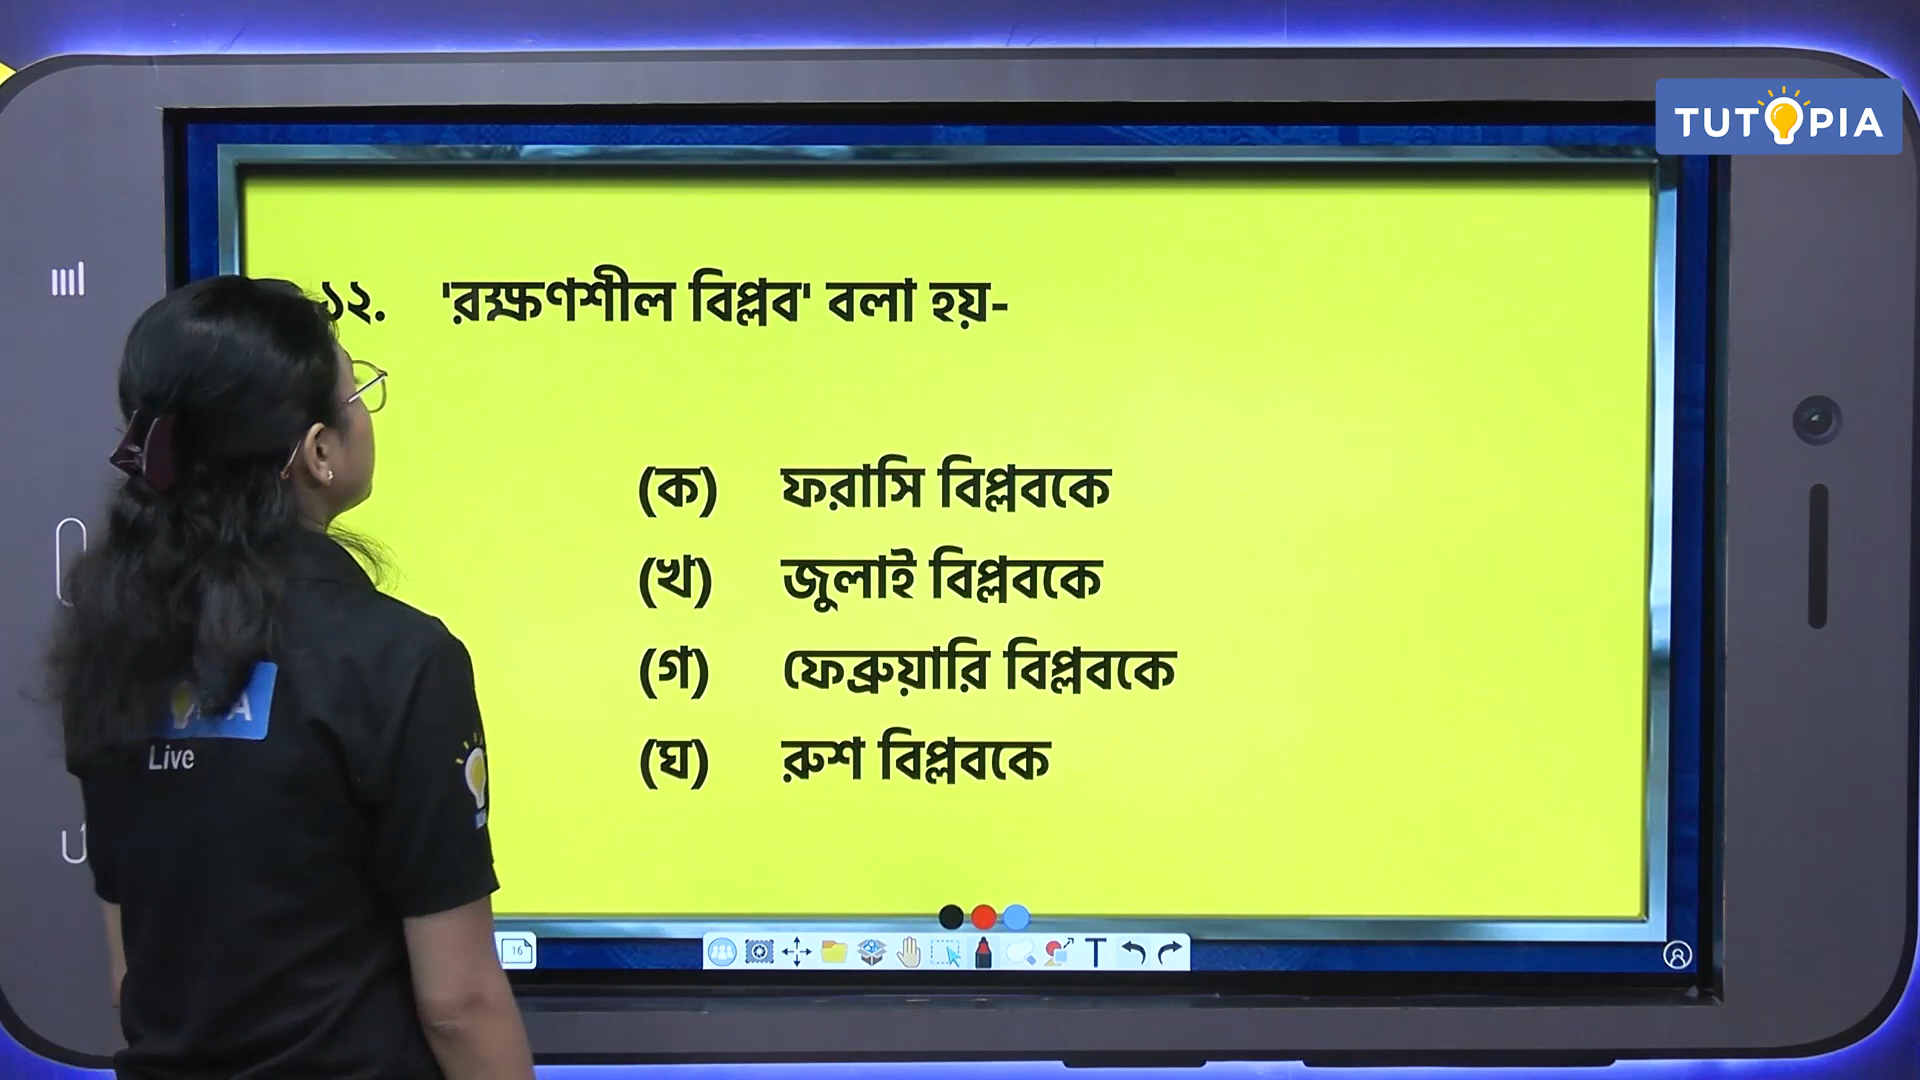 TUTOPIA
১২. 'রক্ষণশীল বিপ্লব' বলা হয়-
(ক) ফরাসি বিপ্লবকে
(খ) জুলাই বিপ্লবকে
(গ) ফেব্রুয়ারি বিপ্লবকে
(ঘ) রুশ বিপ্লবকে
Live
16
T